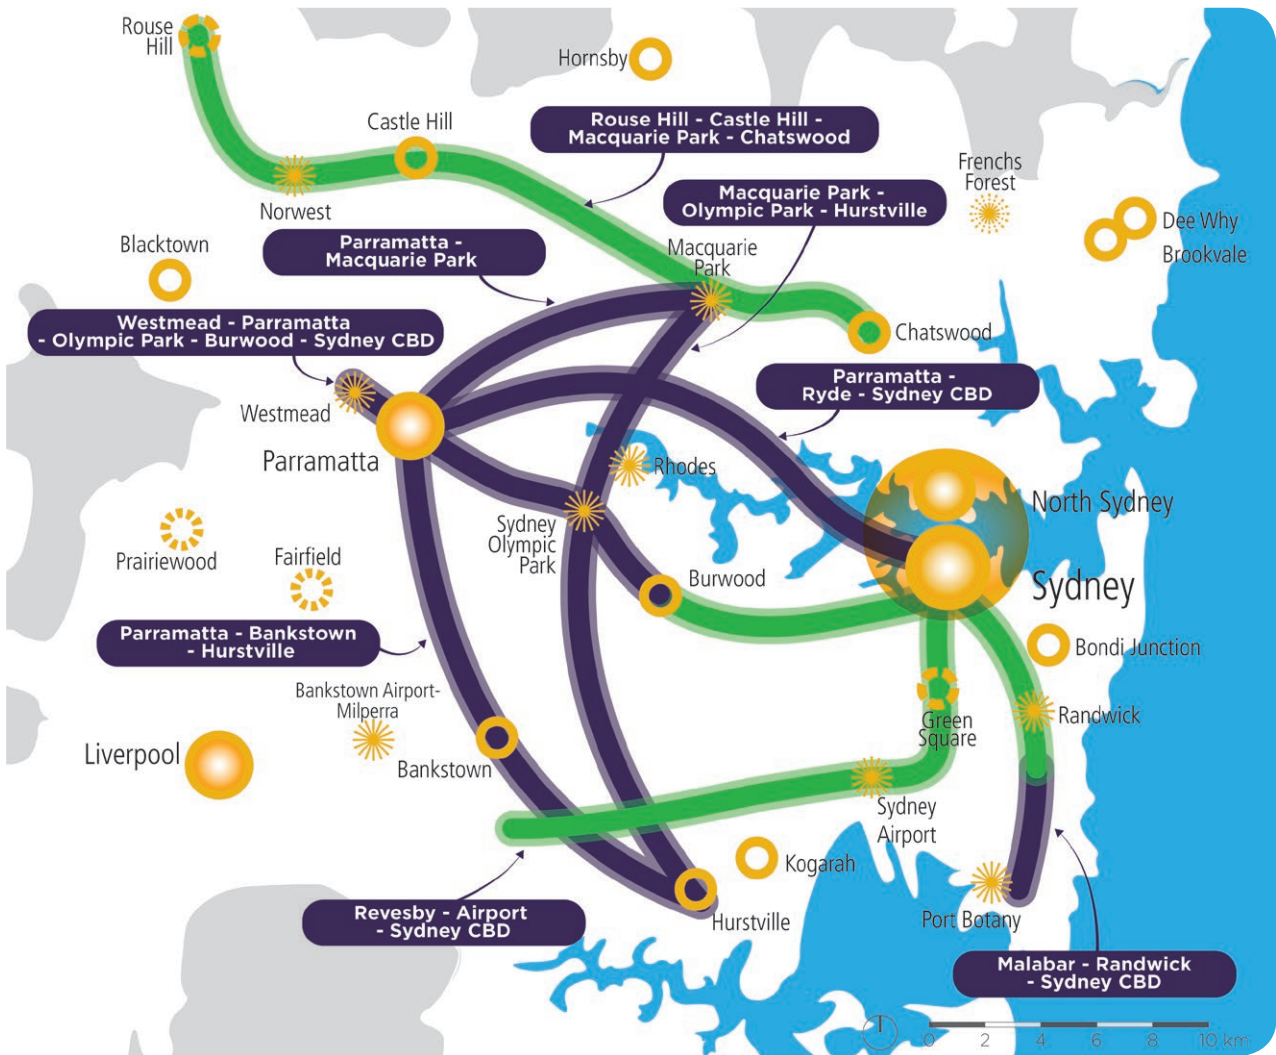 Rouse
Hill
Hornsby
Castle Hill
Rouse Hill - Castle Hill -
Macquarie Park - Chatswood
Frenchs
Forest
Norwest
Macquarie Park -
Olympic Park - Hurstville
Dee Why
Brookvale
Blacktown
Parramatta -
Macquarie Park
Macquarie
Park
Westmead - Parramatta
- Olympic Park - Burwood - Sydney CBD
Chatswood
Parramatta -
Ryde - Sydney CBD
Westmead
Parramatta
Rhodes
North Sydney
Sydney
Olympic
Park
Prairiewood
Fairfield
Burwood
Sydney
Parramatta - Bankstown
- Hurstville
Bondi Junction
Bankstown Airport-
Milperra
Green
Square
Randwick
Liverpool
Bankstown
Sydney
Airport
Kogarah
Revesby - Airport
- Sydney CBD
Hurstville
Port Botany
Malabar - Randwick
- Sydney CBD
0 2 4 6 8 10 km